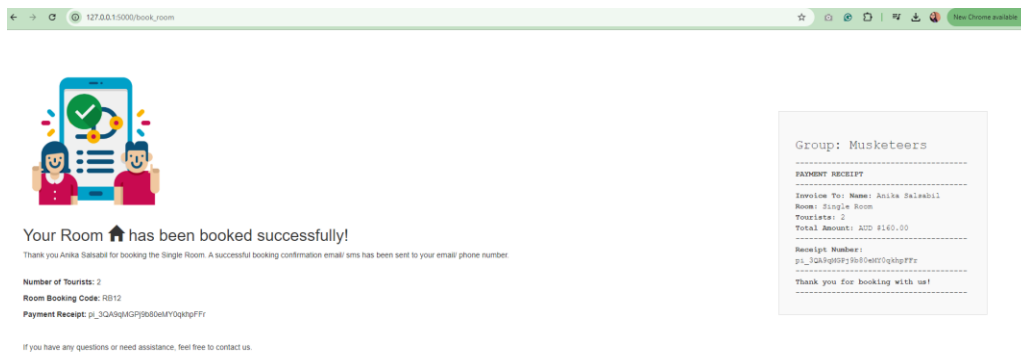 127.0.0.1:5000/book_room
New Chrome available
Your Room has been booked successfully!
Thank you Anika Salsabil for booking the Single Room. A successful booking confirmation email/ sms has been sent to your email/ phone number.
Number of Tourists: 2
Room Booking Code: RB12
Payment Receipt: pi_3QA9qMGPj9b80eMY0qkhpFFr
If you have any questions or need assistance, feel free to contact us.
Group: Musketeers
----------------------------------------
PAYMENT RECEIPT
----------------------------------------
Invoice To: Name: Anika Salsabil
Room: Single Room
Tourists: 2
Total Amount: AUD $160.00
----------------------------------------
Receipt Number:
pi_3QA9qMGPj9b80eMY0qkhpFFr
----------------------------------------
Thank you for booking with us!
----------------------------------------